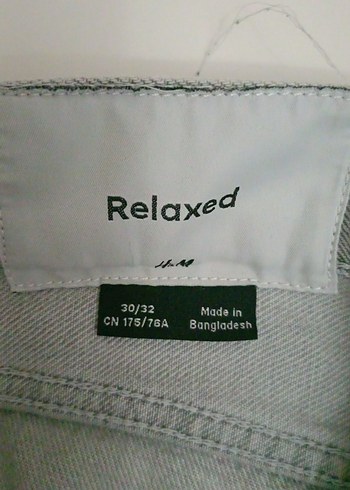 Relaxed
H&M
30/32
CN 175/76A
Made in
Bangladesh